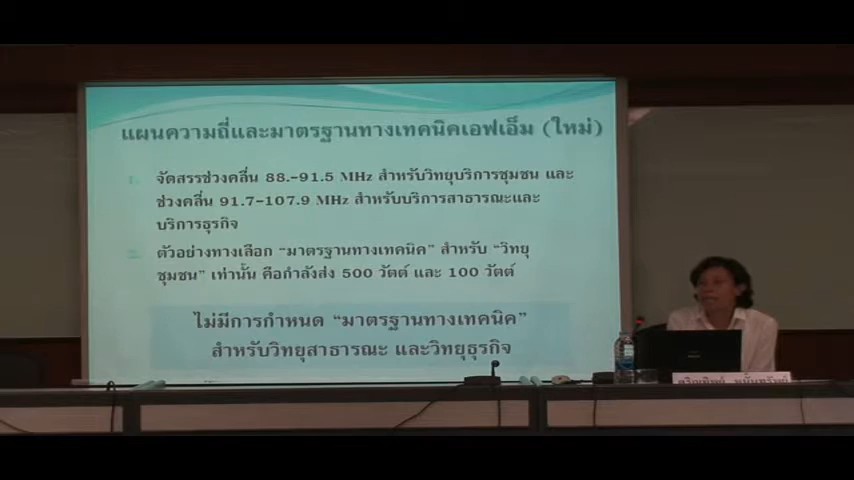 แผนความถี่และมาตรฐานทางเทคนิคเอฟเอ็ม (ใหม่)
1. จัดสรรช่วงคลื่น 88.-91.5 MHz สำหรับวิทยุบริการชุมชน และ
ช่วงคลื่น 91.7-107.9 MHz สำหรับบริการสาธารณะและ
บริการธุรกิจ
2. ตัวอย่างทางเลือก “มาตรฐานทางเทคนิค” สำหรับ “วิทยุ
ชุมชน” เท่านั้น คือกำลังส่ง 500 วัตต์ และ 100 วัตต์
ไม่มีการกำหนด “มาตรฐานทางเทคนิค”
สำหรับวิทยุสาธารณะ และวิทยุธุรกิจ